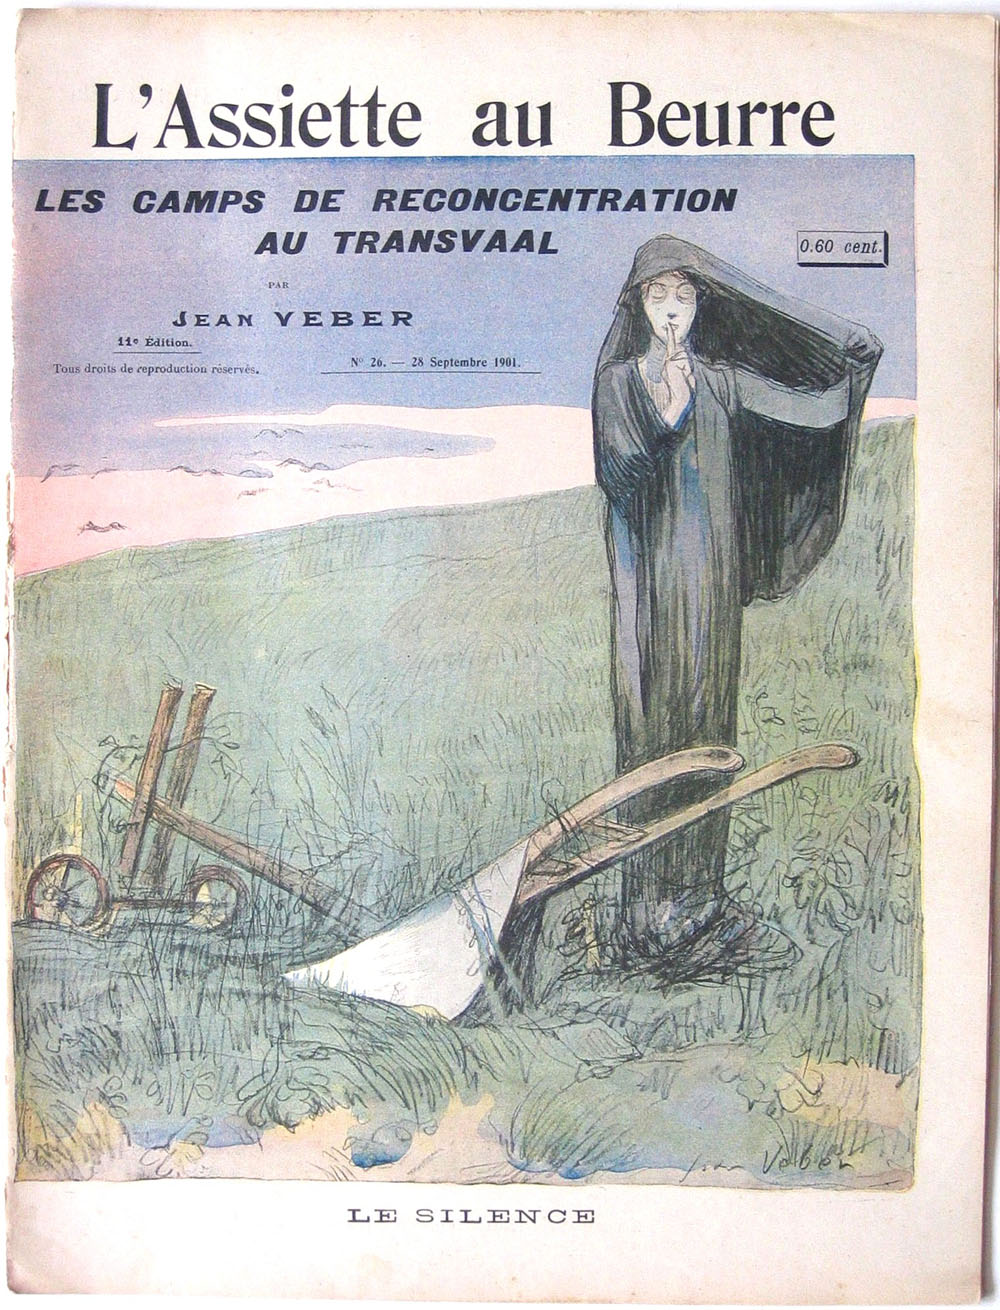 L'Assiette au Beurre
LES CAMPS DE RECONCENTRATION
AU TRANSVAAL
0.60 cent.
PAR
JEAN VEBER
11e Édition.
Tous droits de reproduction réservés.
N° 26. — 28 Septembre 1901.
Jean Veber
LE SILENCE